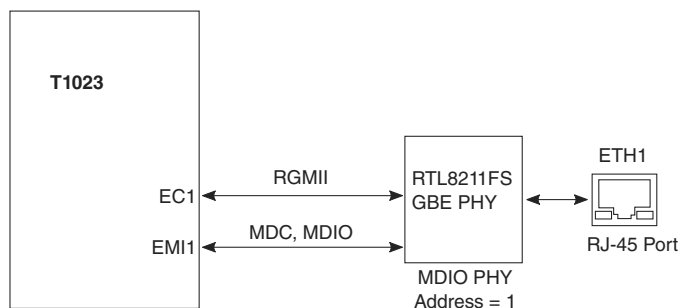 T1023
EC1
RGMII
EMI1
MDC, MDIO
RTL8211FS
GBE PHY
MDIO PHY
Address = 1
ETH1
RJ-45 Port